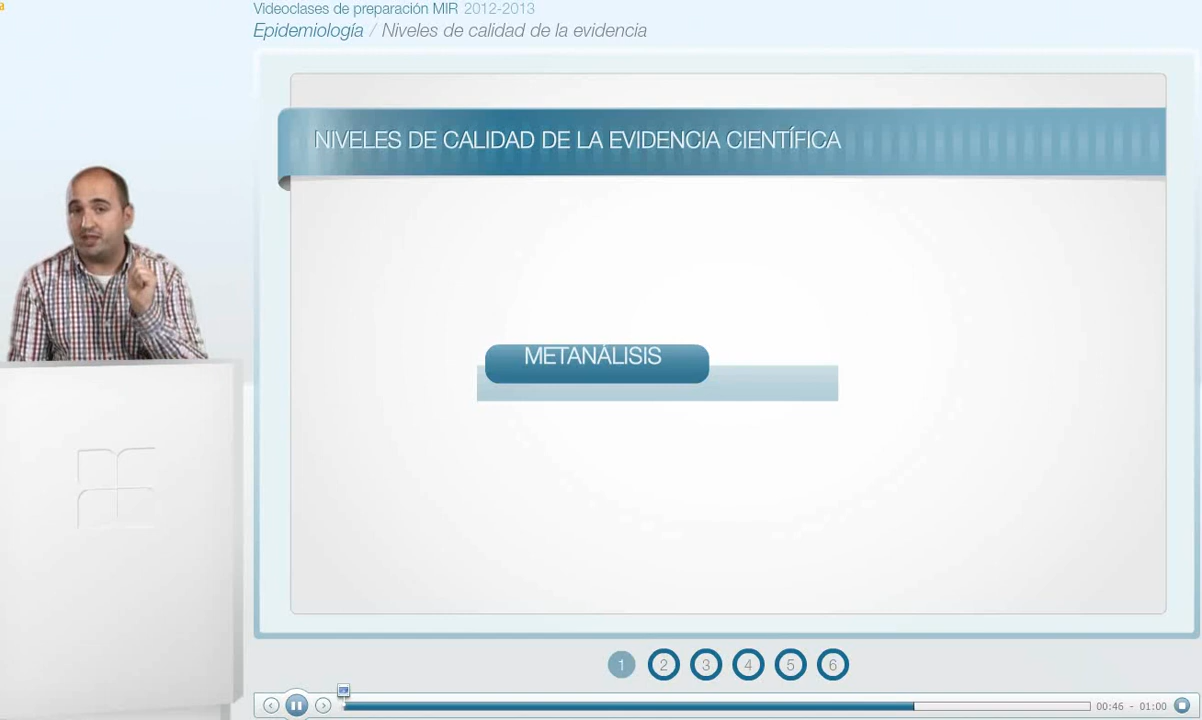 Videoclases de preparación MIR 2012-2013
Epidemiología / Niveles de calidad de la evidencia
NIVELES DE CALIDAD DE LA EVIDENCIA CIENTÍFICA
METANÁLISIS
1 2 3 4 5 6
00:46 - 01:00